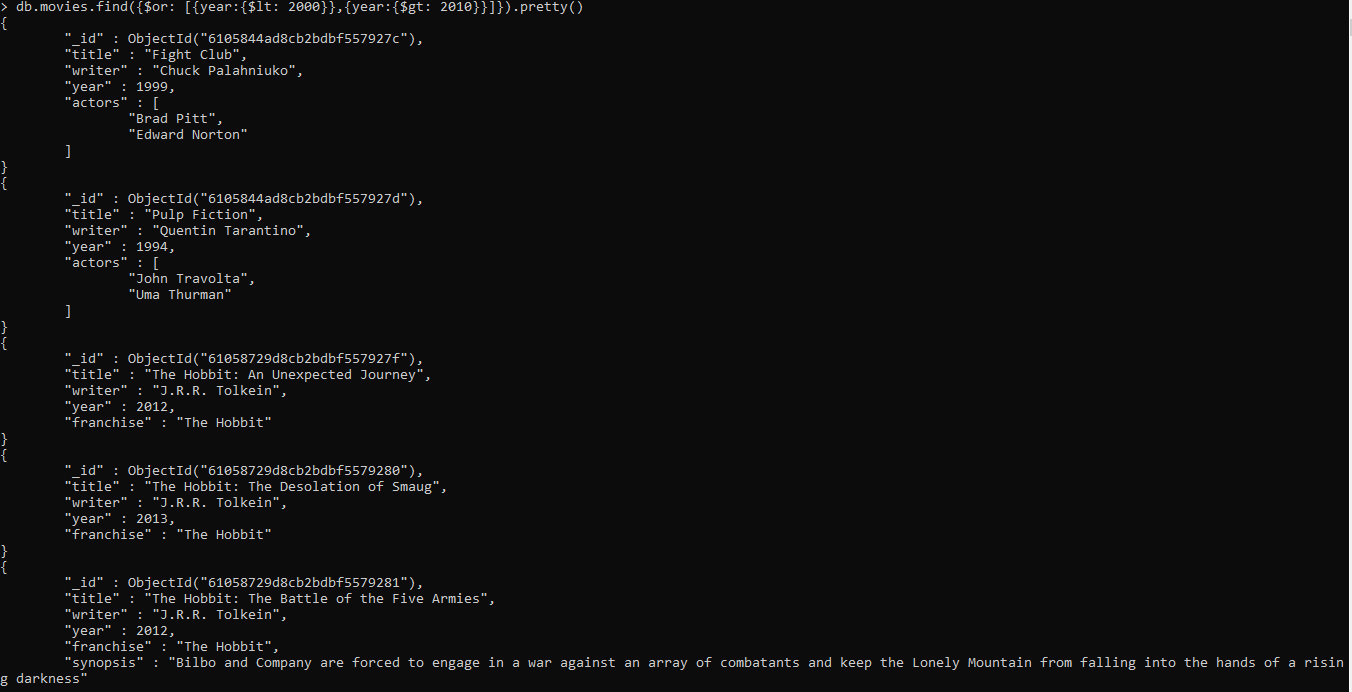 > db.movies.find({$or: [{year:{$lt: 2000}},{year:{$gt: 2010}}]}).pretty()
{
        "_id" : ObjectId("6105844ad8cb2bdbf557927c"),
        "title" : "Fight Club",
        "writer" : "Chuck Palahniuko",
        "year" : 1999,
        "actors" : [
                "Brad Pitt",
                "Edward Norton"
        ]
}
{
        "_id" : ObjectId("6105844ad8cb2bdbf557927d"),
        "title" : "Pulp Fiction",
        "writer" : "Quentin Tarantino",
        "year" : 1994,
        "actors" : [
                "John Travolta",
                "Uma Thurman"
        ]
}
{
        "_id" : ObjectId("61058729d8cb2bdbf557927f"),
        "title" : "The Hobbit: An Unexpected Journey",
        "writer" : "J.R.R. Tolkein",
        "year" : 2012,
        "franchise" : "The Hobbit"
}
{
        "_id" : ObjectId("61058729d8cb2bdbf5579280"),
        "title" : "The Hobbit: The Desolation of Smaug",
        "writer" : "J.R.R. Tolkein",
        "year" : 2013,
        "franchise" : "The Hobbit"
}
{
        "_id" : ObjectId("61058729d8cb2bdbf5579281"),
        "title" : "The Hobbit: The Battle of the Five Armies",
        "writer" : "J.R.R. Tolkein",
        "year" : 2012,
        "franchise" : "The Hobbit",
        "synopsis" : "Bilbo and Company are forced to engage in a war against an array of combatants and keep the Lonely Mountain from falling into the hands of a risin
g darkness"